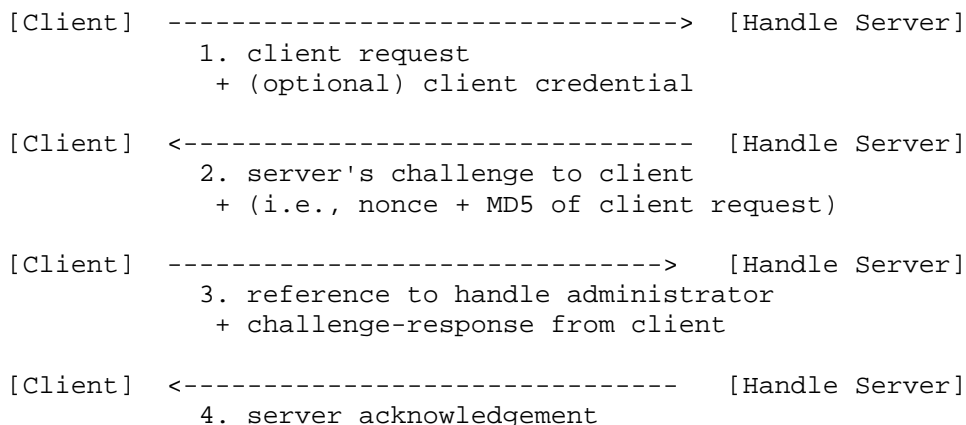 [Client] --------------------------------> [Handle Server]
1. client request
+ (optional) client credential
[Client] <-------------------------------- [Handle Server]
2. server's challenge to client
+ (i.e., nonce + MD5 of client request)
[Client] -------------------------------> [Handle Server]
3. reference to handle administrator
+ challenge-response from client
[Client] <------------------------------- [Handle Server]
4. server acknowledgement